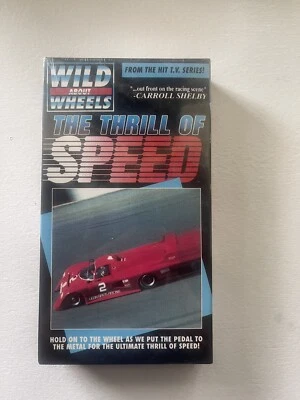 WILD
ABOUT
WHEELS
FROM THE HIT T.V. SERIES!
"...out front on the racing scene"
-CARROLL SHELBY
THE THRILL OF
SPEED
2
HOLD ON TO THE WHEEL AS WE PUT THE PEDAL TO
THE METAL FOR THE ULTIMATE THRILL OF SPEED!